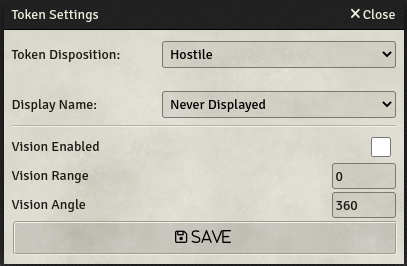 Token Settings Close
Token Disposition: Hostile
Display Name: Never Displayed
Vision Enabled
Vision Range 0
Vision Angle 360
SAVE